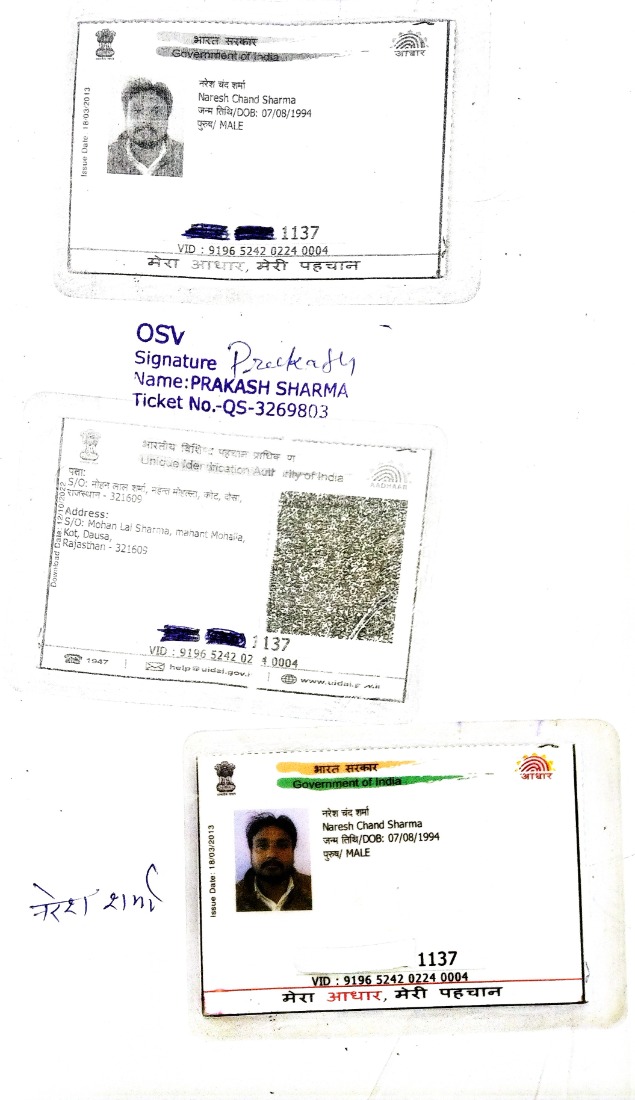 भारत सरकार
Government of India
आधार
Issue Date: 18/03/2013
नरेश चंद शर्मा
Naresh Chand Sharma
जन्म तिथि/DOB: 07/08/1994
पुरुष/ MALE
1137
VID : 9196 5242 0224 0004
मेरा आधार, मेरी पहचान
OSV
Signature Prakash
Name:PRAKASH SHARMA
Ticket No.-QS-3269803
भारतीय विशिष्ट पहचान प्राधिकरण
Unique Identification Authority of India
AADHAAR
Download Date: 12/10/2022
पता:
S/O: मोहन लाल शर्मा, महन्त मोहल्ला, कोट, दौसा,
राजस्थान - 321609
Address:
S/O: Mohan Lal Sharma, mahant Mohalla,
Kot, Dausa,
Rajasthan - 321609
1137
VID : 9196 5242 02 4 0004
1947
help@uidai.gov.i
www.uidai.g
भारत सरकार
Government of India
आधार
Issue Date: 18/03/2013
नरेश चंद शर्मा
Naresh Chand Sharma
जन्म तिथि/DOB: 07/08/1994
पुरुष/ MALE
नरेश शर्मा
1137
VID : 9196 5242 0224 0004
मेरा आधार, मेरी पहचान